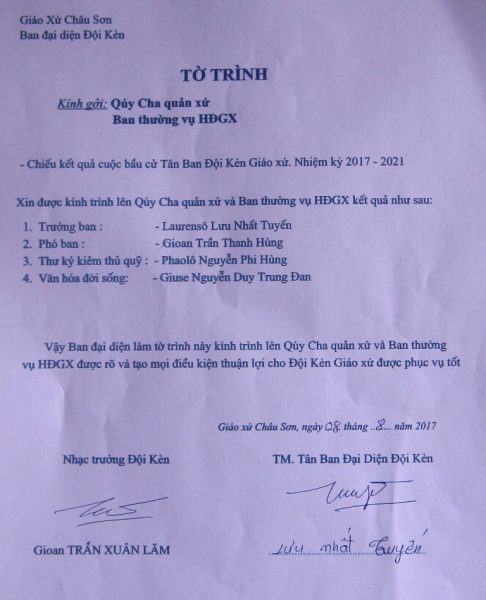 Giáo Xứ Châu Sơn
Ban đại diện Đội Kèn
TỜ TRÌNH
Kính gởi: Qúy Cha quản xứ
Ban thường vụ HĐGX
- Chiếu kết quả cuộc bầu cử Tân Ban Đội Kèn Giáo xứ. Nhiệm kỳ 2017 - 2021
Xin được kính trình lên Qúy Cha quản xứ và Ban thường vụ HĐGX kết quả như sau:
1. Trưởng ban : - Laurensô Lưu Nhất Tuyến
2. Phó ban : - Gioan Trần Thanh Hùng
3. Thư ký kiêm thủ quỹ : - Phaolô Nguyễn Phi Hùng
4. Văn hóa đời sống: - Giuse Nguyễn Duy Trung Đan
Vậy Ban đại diện làm tờ trình này kính trình lên Qúy Cha quản xứ và Ban thường
vụ HĐGX được rõ và tạo mọi điều kiện thuận lợi cho Đội Kèn Giáo xứ được phục vụ tốt
Giáo xứ Châu Sơn, ngày 08 tháng ..8... năm 2017
Nhạc trưởng Đội Kèn TM. Tân Ban Đại Diện Đội Kèn
Gioan TRẦN XUÂN LÃM Lưu nhất Tuyến